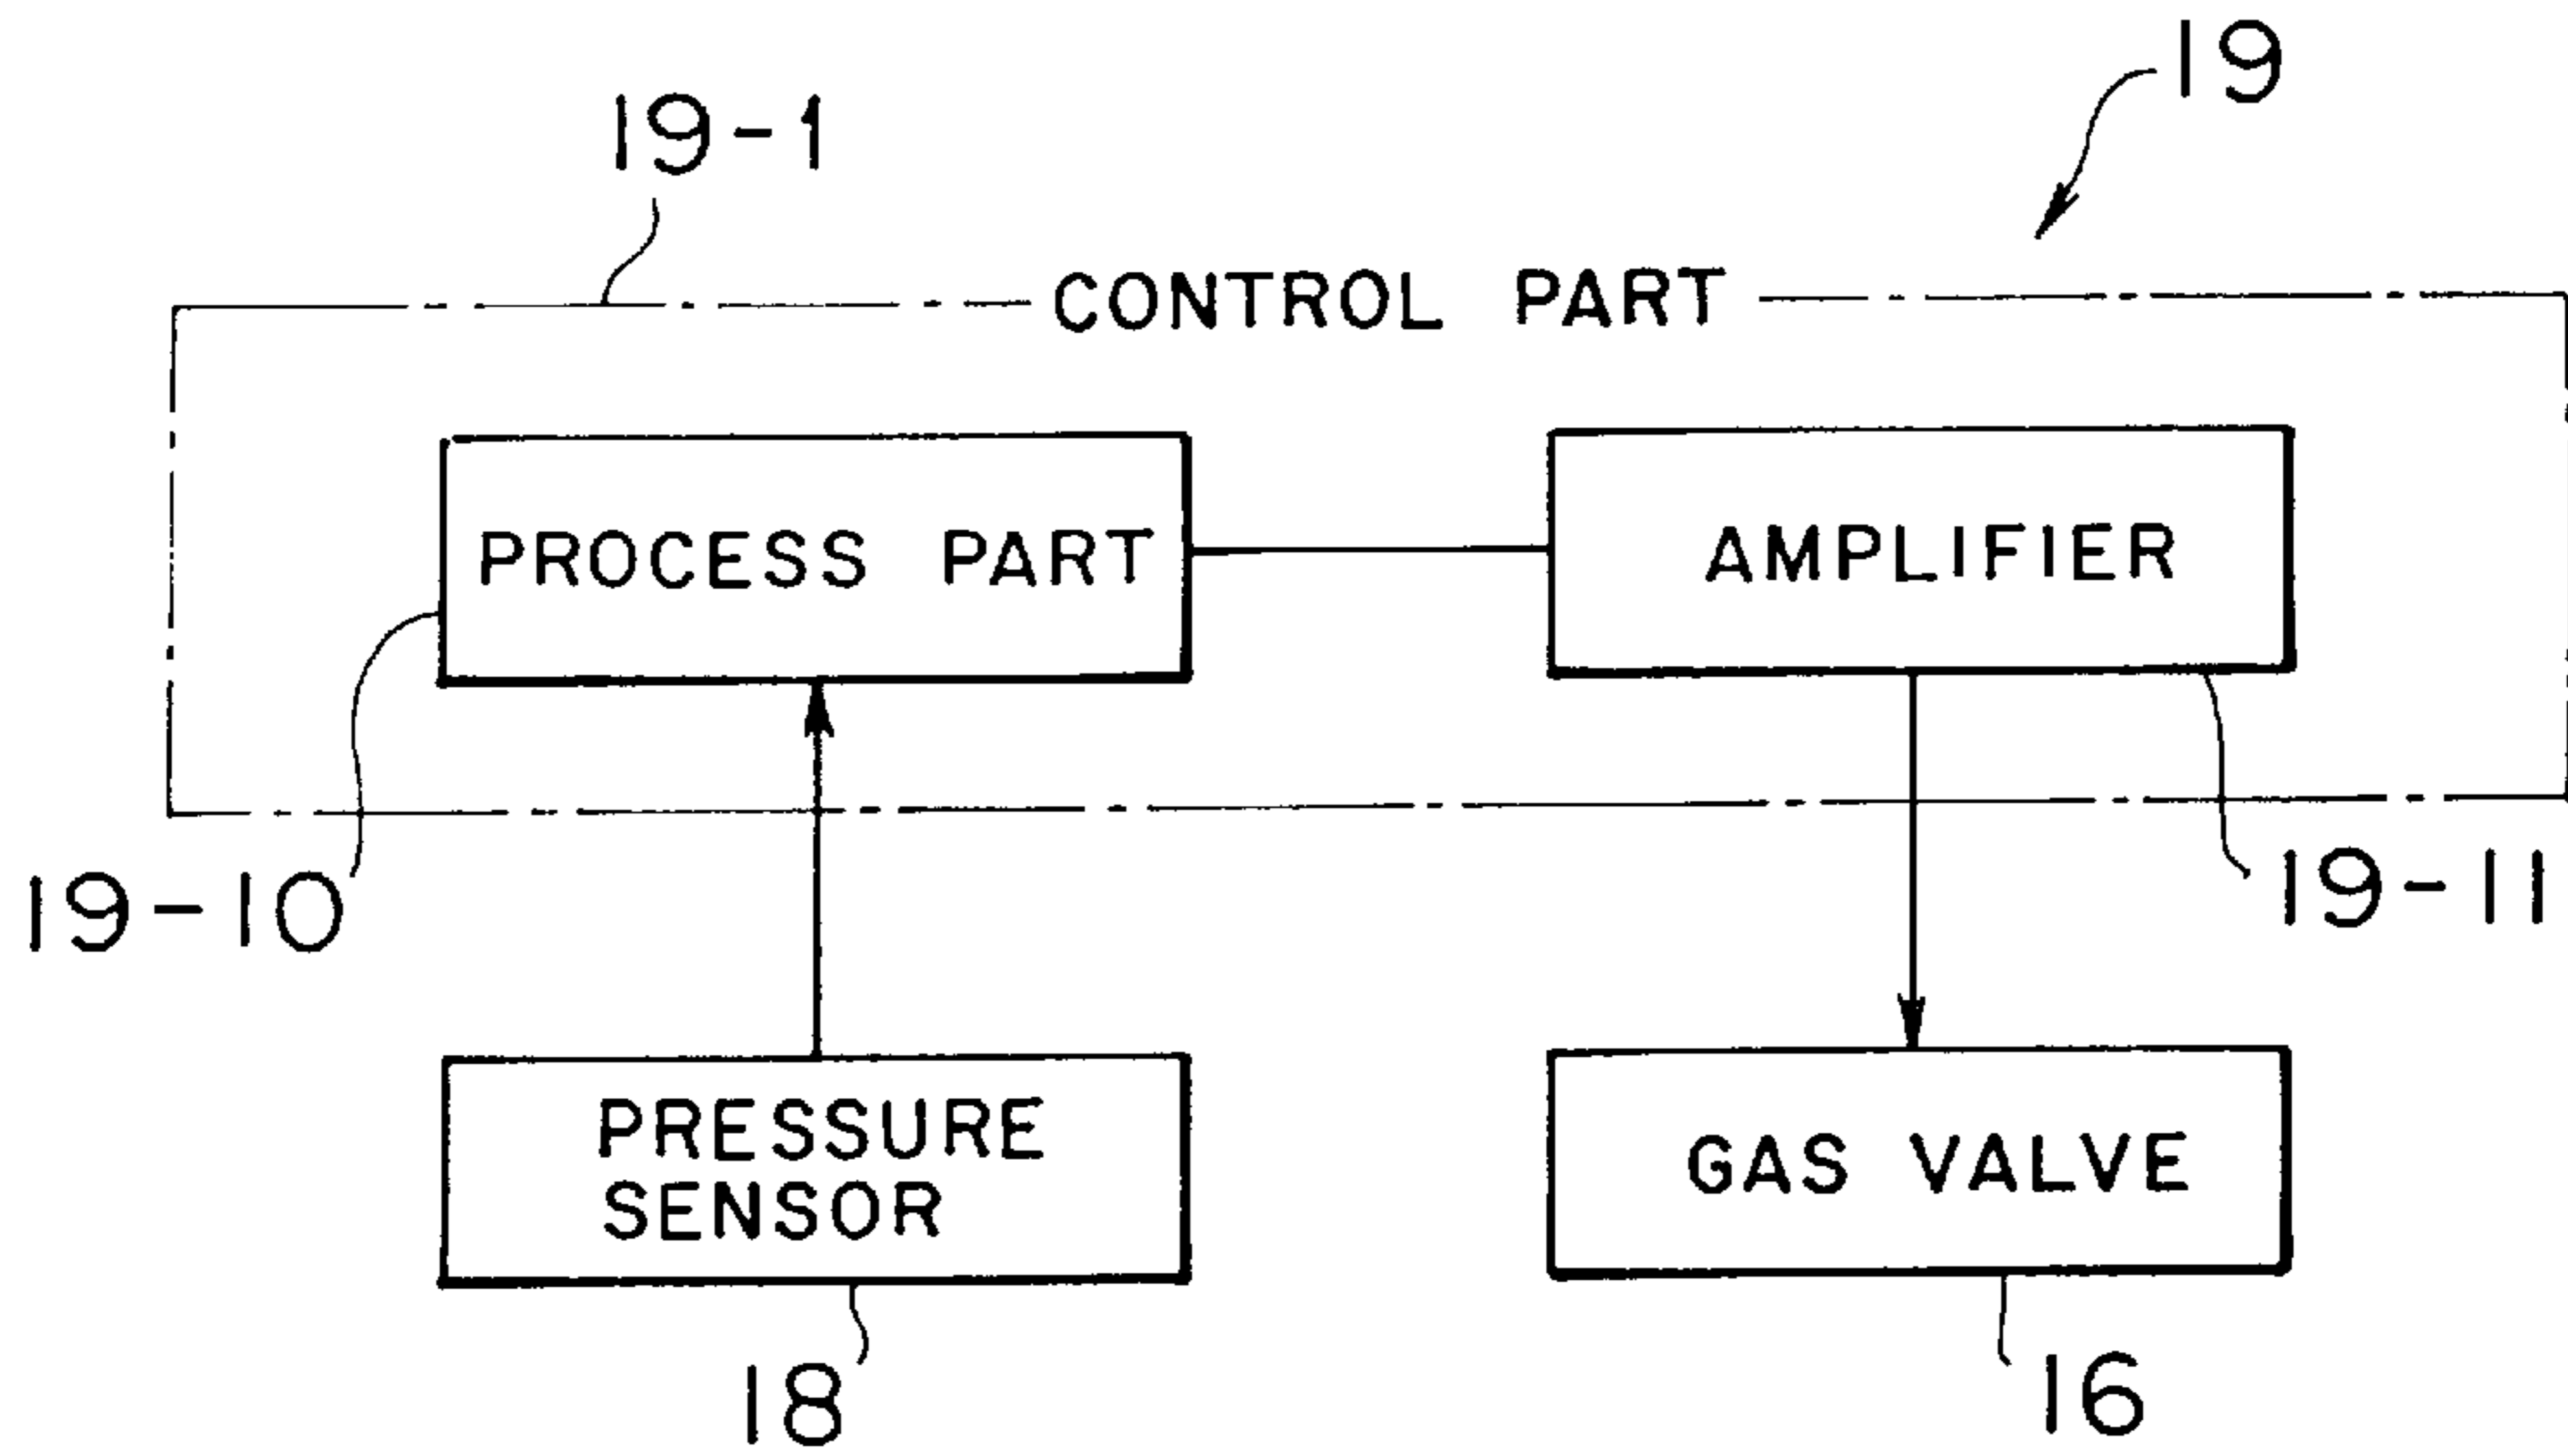 19
19-1
CONTROL PART
PROCESS PART
AMPLIFIER
19-10
19-11
PRESSURE
SENSOR
GAS VALVE
18
16